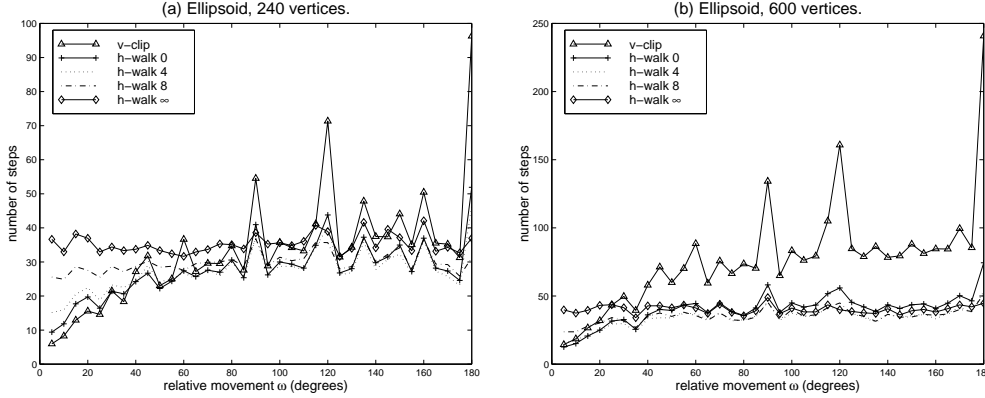 (a) Ellipsoid, 240 vertices.
100
90
80
70
60
50
40
30
20
10
0
number of steps
v-clip
h-walk 0
h-walk 4
h-walk 8
h-walk ∞
0 20 40 60 80 100 120 140 160 180
relative movement ω (degrees)
(b) Ellipsoid, 600 vertices.
250
200
150
100
50
0
number of steps
v-clip
h-walk 0
h-walk 4
h-walk 8
h-walk ∞
0 20 40 60 80 100 120 140 160 180
relative movement ω (degrees)